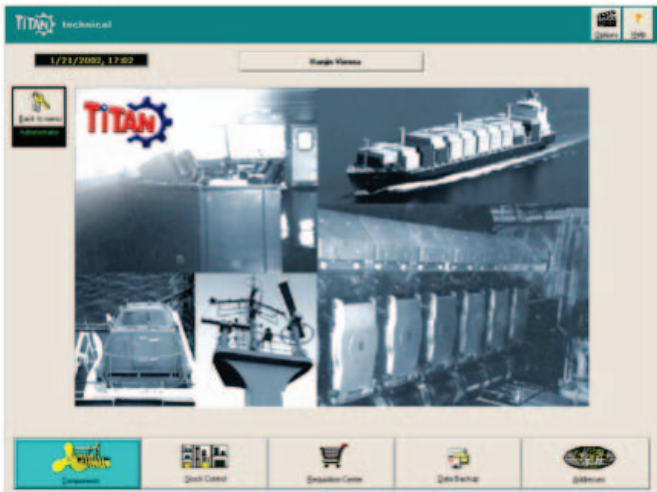 TITAN technical
Options
Help
1/21/2002, 17:02
Hanjin Vienna
Back to menu
Administrator
TITAN
Components
Stock Control
Requisition Center
Data Backup
Addresses